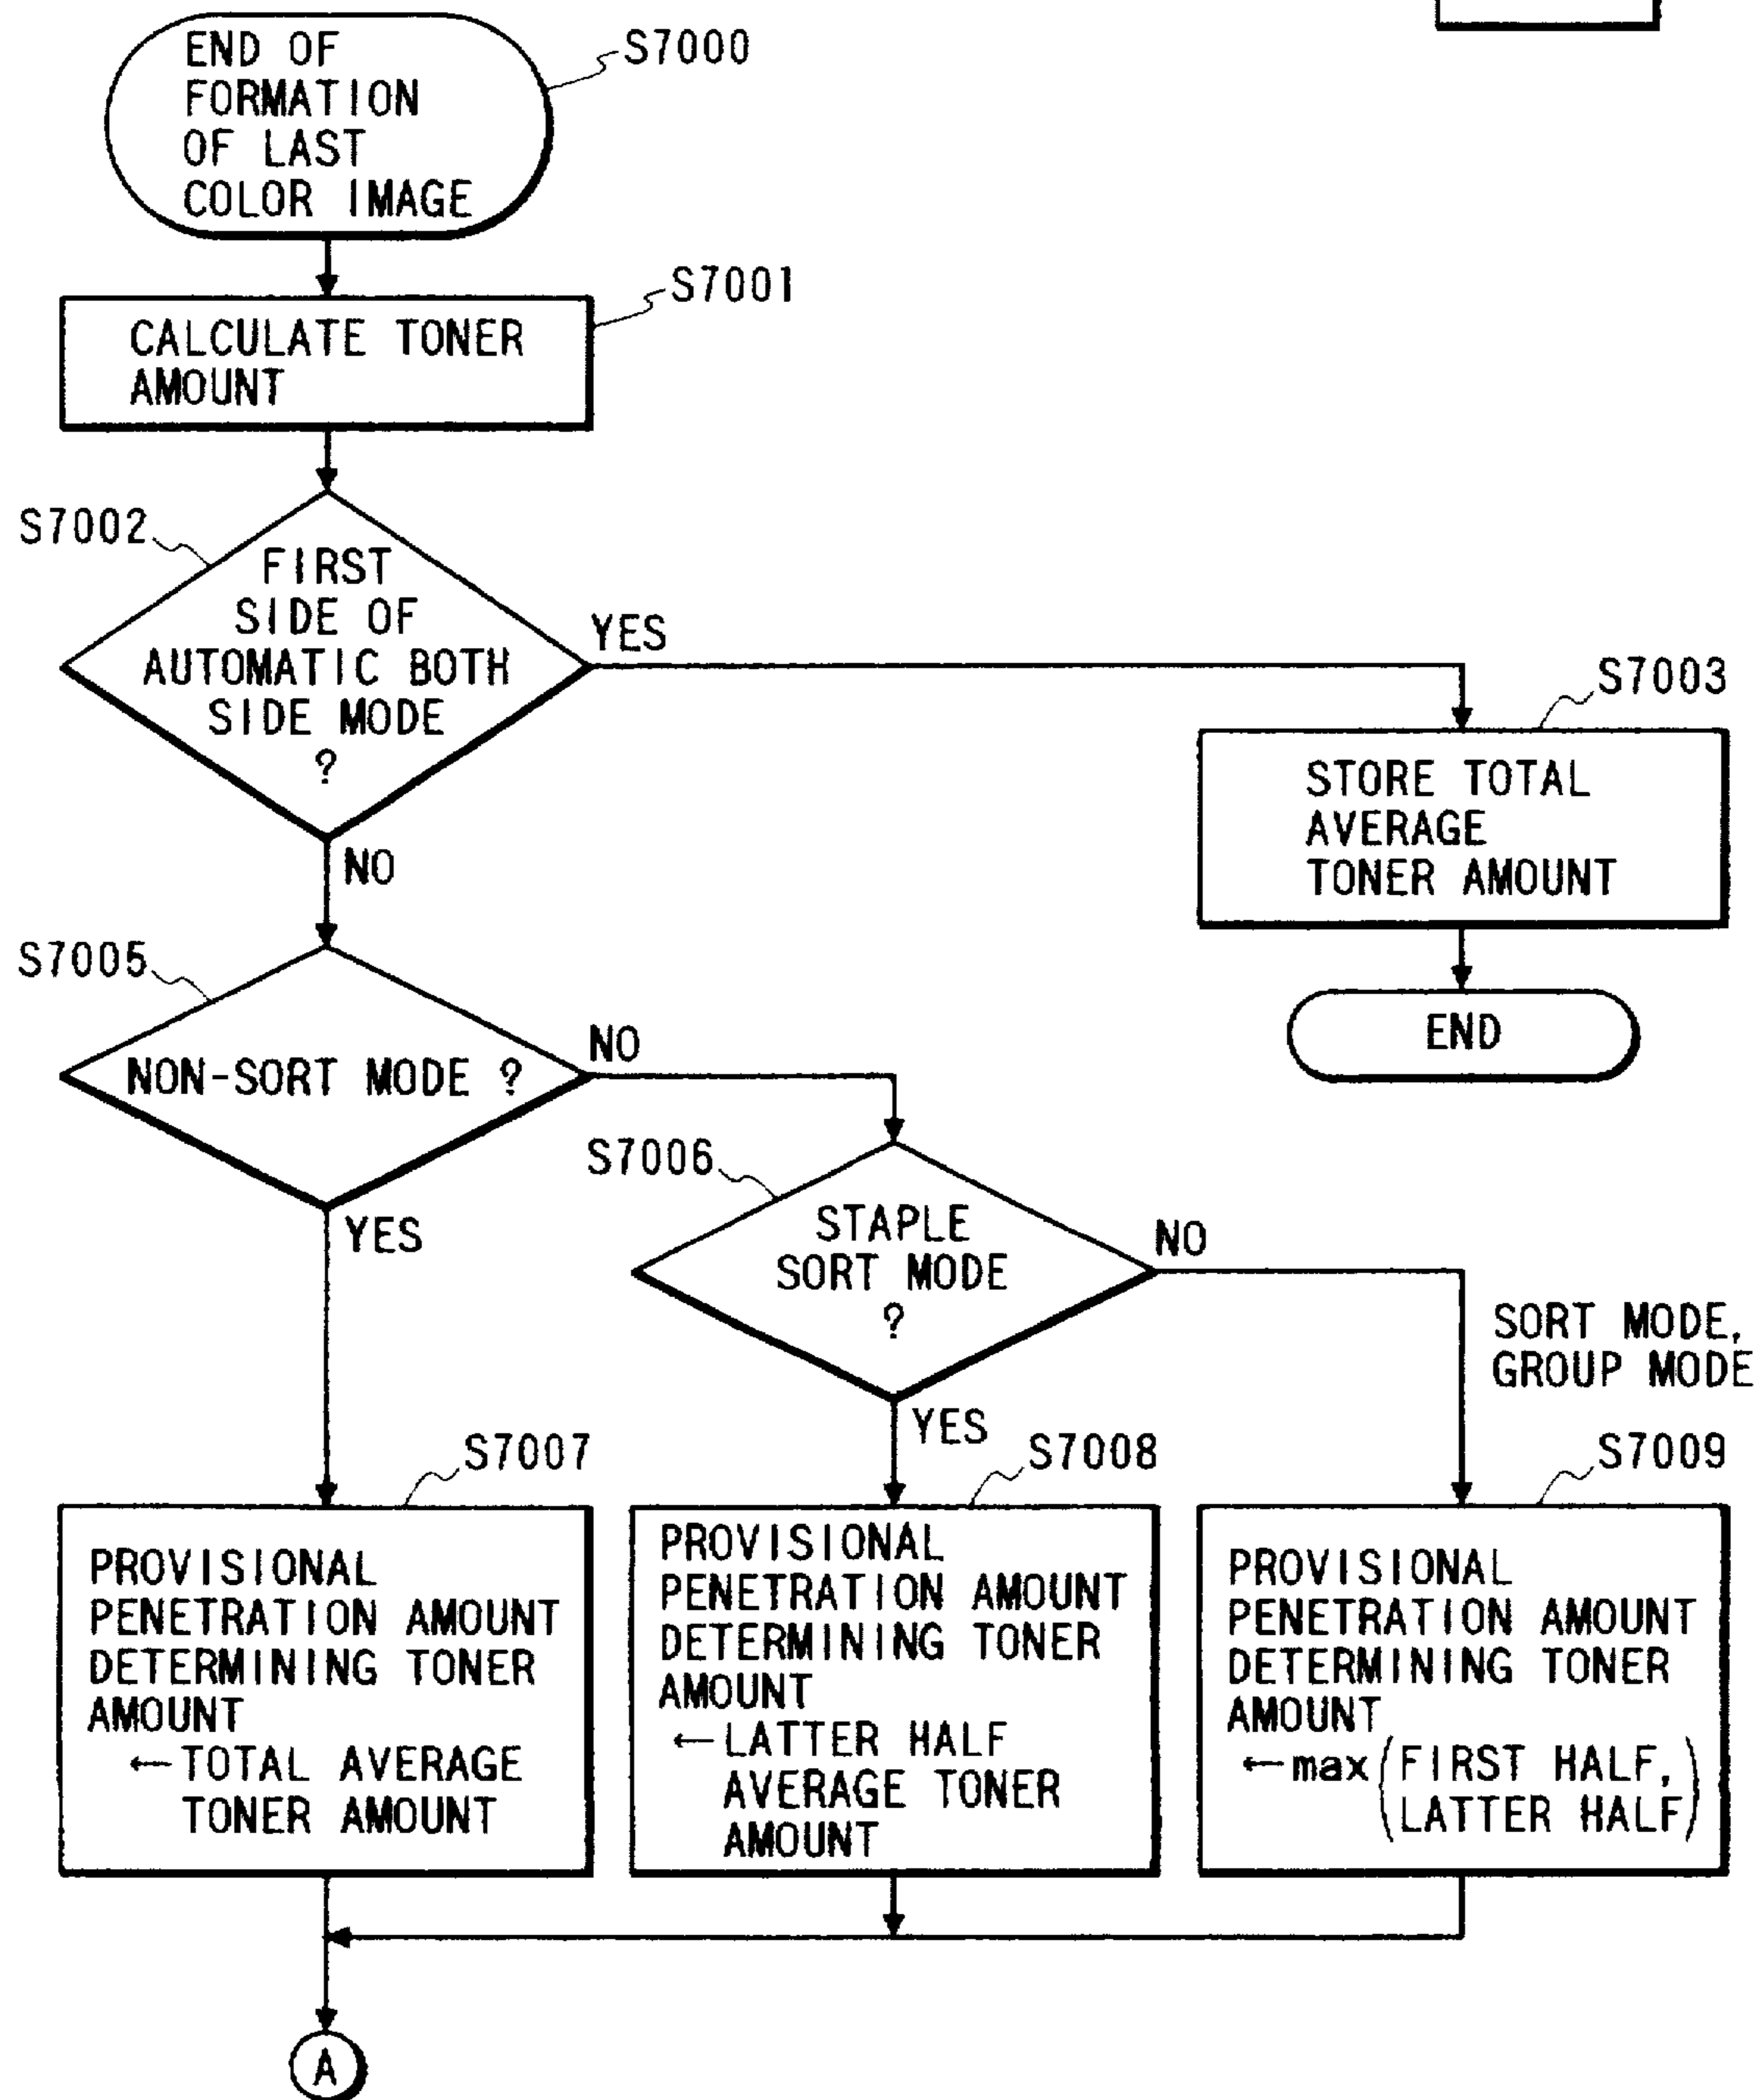 END OF
FORMATION
OF LAST
COLOR IMAGE
S7000
S7001
CALCULATE TONER
AMOUNT
S7002
FIRST
SIDE OF
AUTOMATIC BOTH
SIDE MODE
?
YES
NO
S7003
STORE TOTAL
AVERAGE
TONER AMOUNT
END
S7005
NON-SORT MODE ?
NO
YES
S7006
STAPLE
SORT MODE
?
NO
YES
SORT MODE,
GROUP MODE
S7007
PROVISIONAL
PENETRATION AMOUNT
DETERMINING TONER
AMOUNT
←TOTAL AVERAGE
TONER AMOUNT
S7008
PROVISIONAL
PENETRATION AMOUNT
DETERMINING TONER
AMOUNT
←LATTER HALF
AVERAGE TONER
AMOUNT
S7009
PROVISIONAL
PENETRATION AMOUNT
DETERMINING TONER
AMOUNT
←max(FIRST HALF,
LATTER HALF)
A